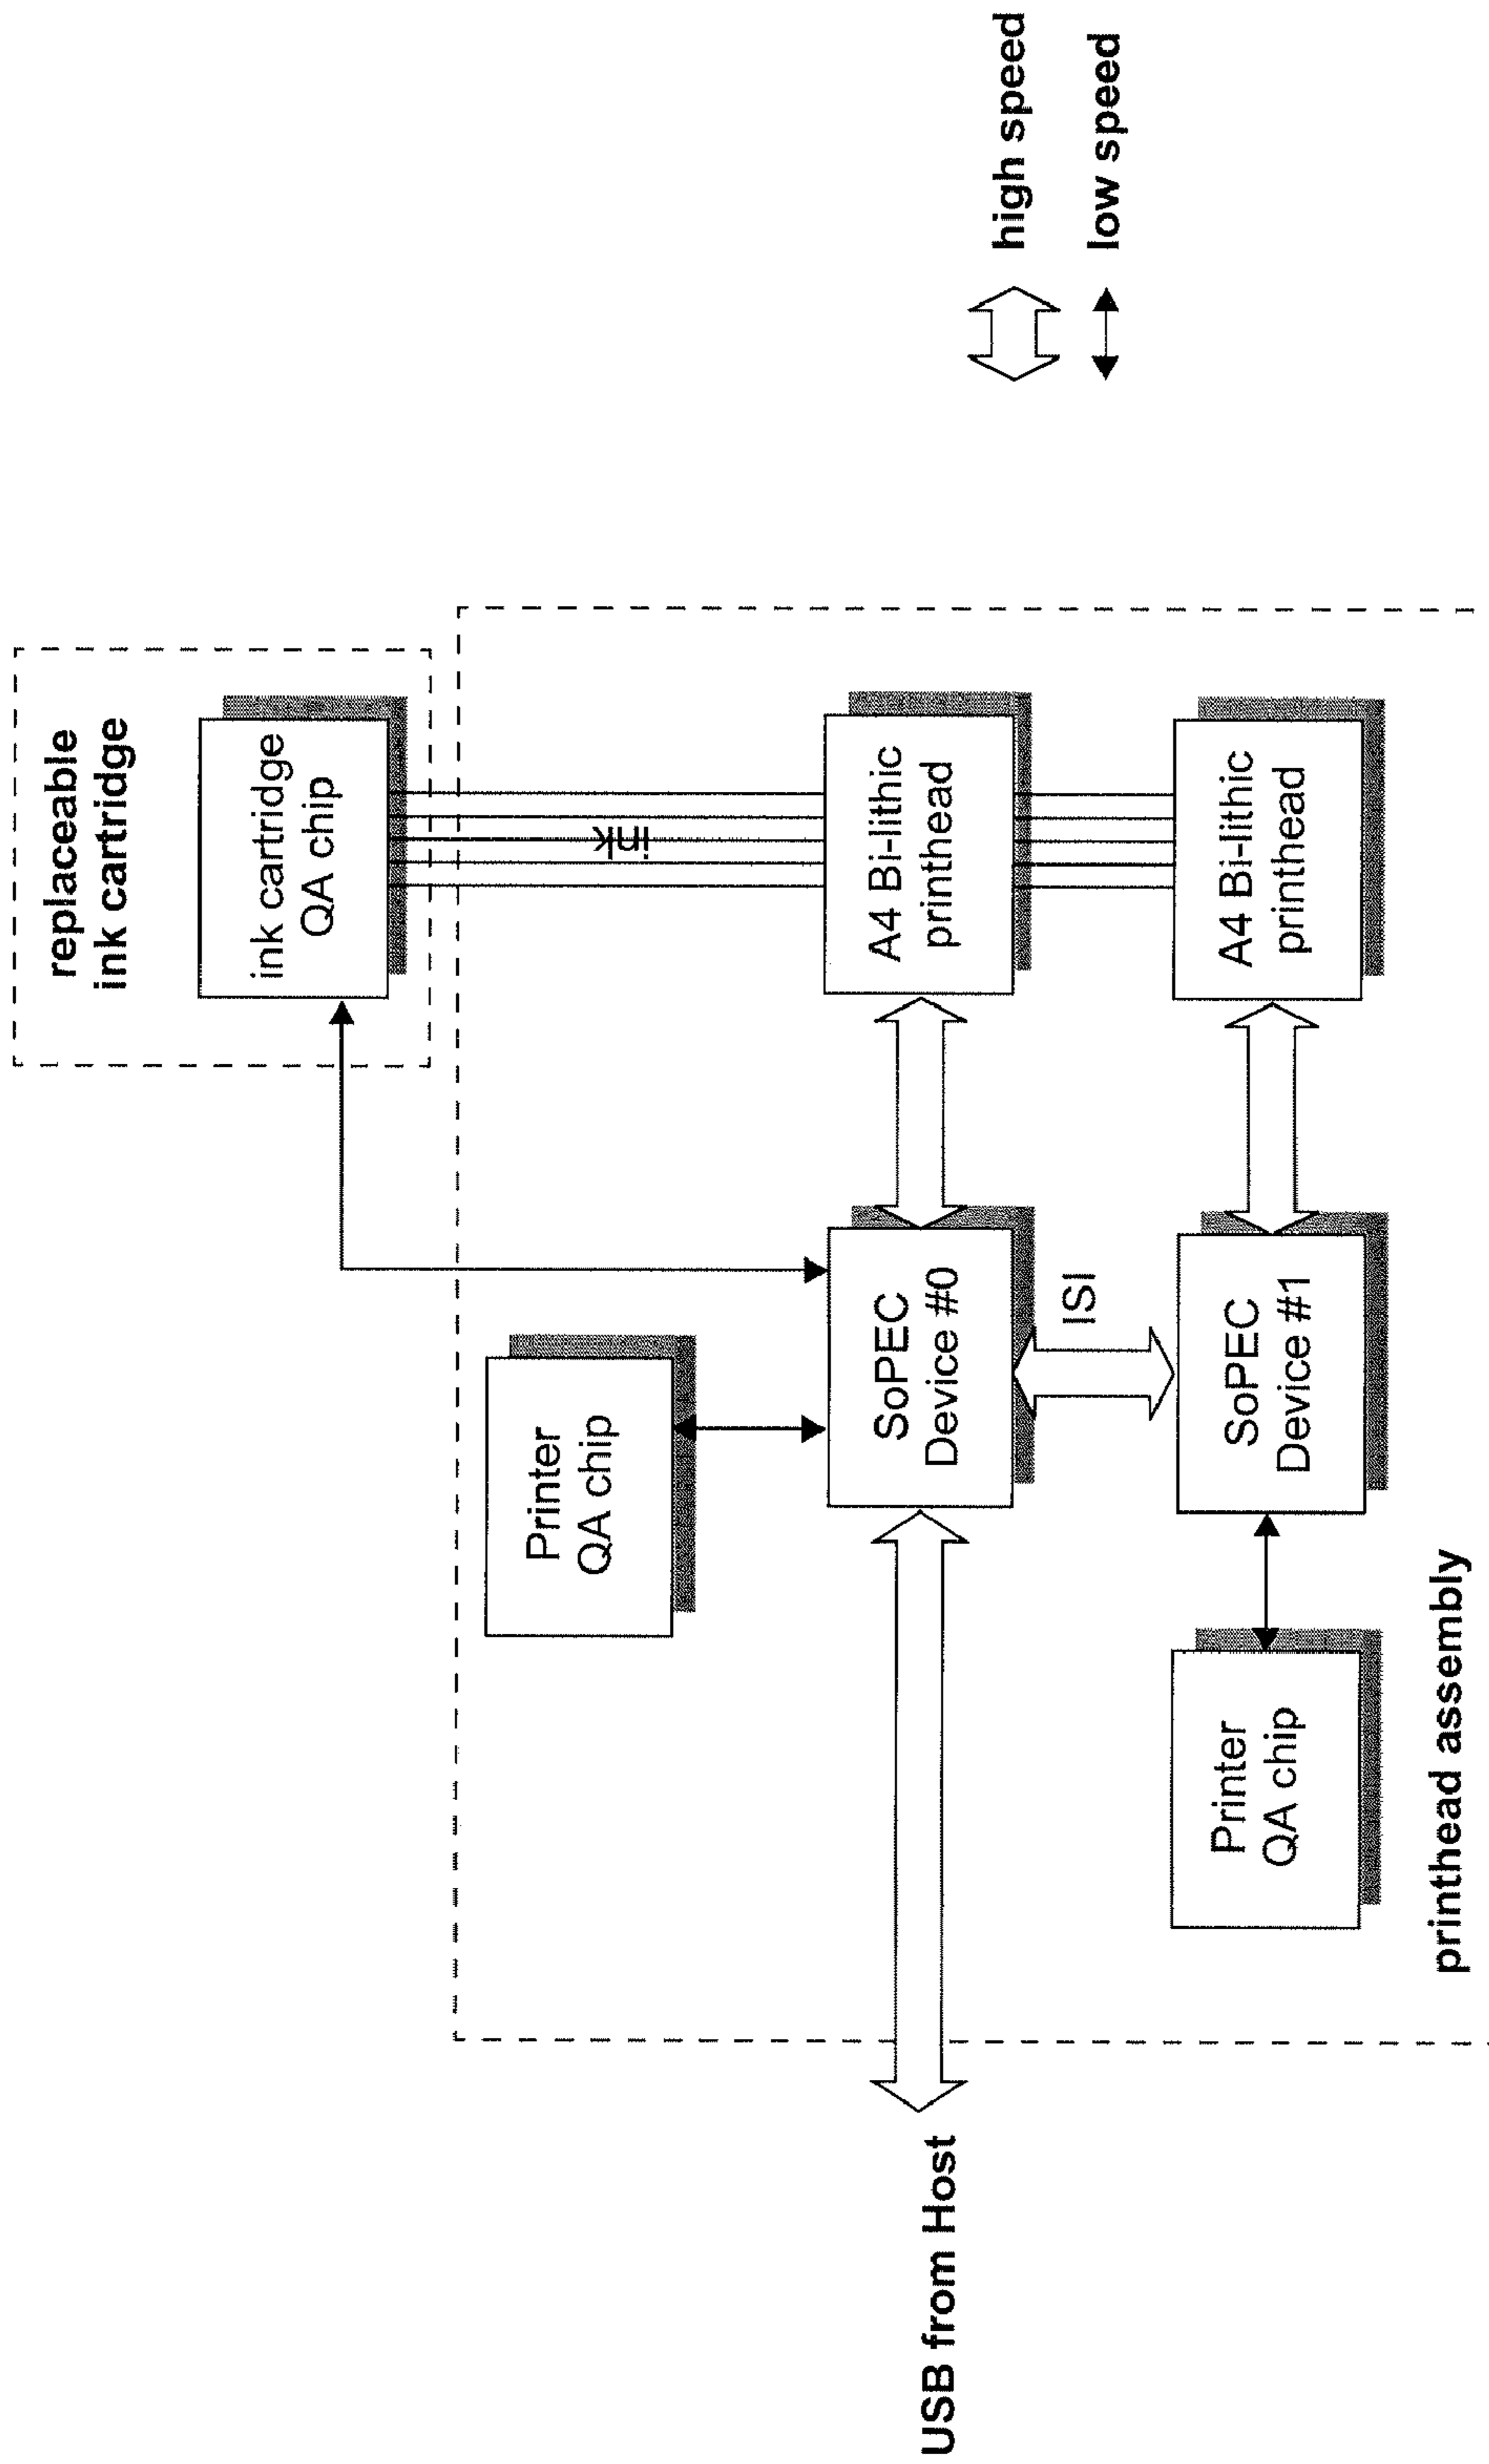 replaceable
ink cartridge
ink cartridge
QA chip
Printer
QA chip
ink
USB from Host
SoPEC
Device #0
A4 Bi-lithic
printhead
high speed
low speed
ISI
Printer
QA chip
SoPEC
Device #1
A4 Bi-lithic
printhead
printhead assembly